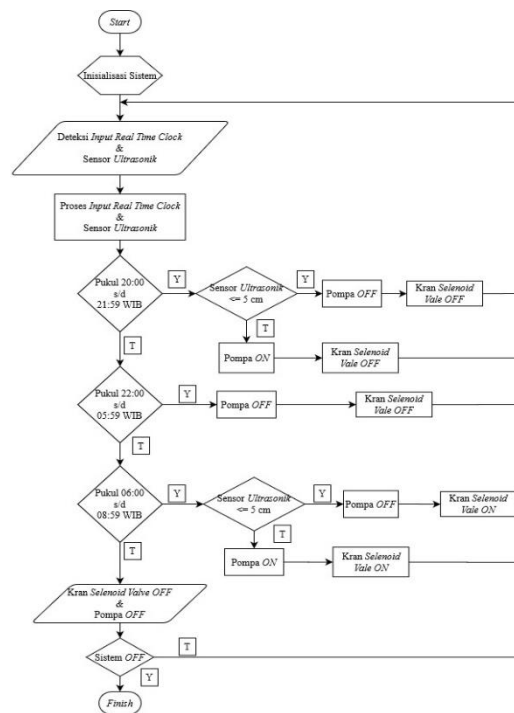 Start
Inisialisasi Sistem
Deteksi Input Real Time Clock
&
Sensor Ultrasonik
Proses Input Real Time Clock
&
Sensor Ultrasonik
Pukul 20:00
s/d
21:59 WIB
Y
Sensor Ultrasonik
<= 5 cm
Y
Pompa OFF
Kran Selenoid
Vale OFF
T
T
Pompa ON
Kran Selenoid
Vale OFF
Pukul 22:00
s/d
05:59 WIB
Y
Pompa OFF
Kran Selenoid
Vale OFF
T
Pukul 06:00
s/d
08:59 WIB
Y
Sensor Ultrasonik
<= 5 cm
Y
Pompa OFF
Kran Selenoid
Vale ON
T
T
Pompa ON
Kran Selenoid
Vale ON
Kran Selenoid Valve OFF
&
Pompa OFF
Sistem OFF
T
Y
Finish